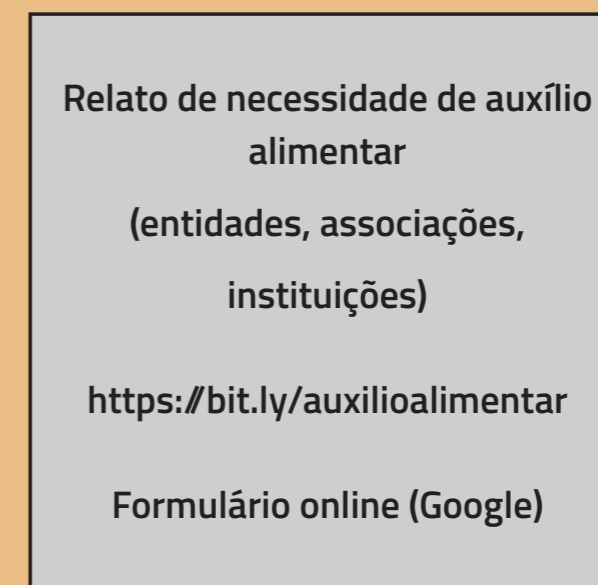 Relato de necessidade de auxílio
alimentar
(entidades, associações,
instituições)
https://bit.ly/auxilioalimentar
Formulário online (Google)